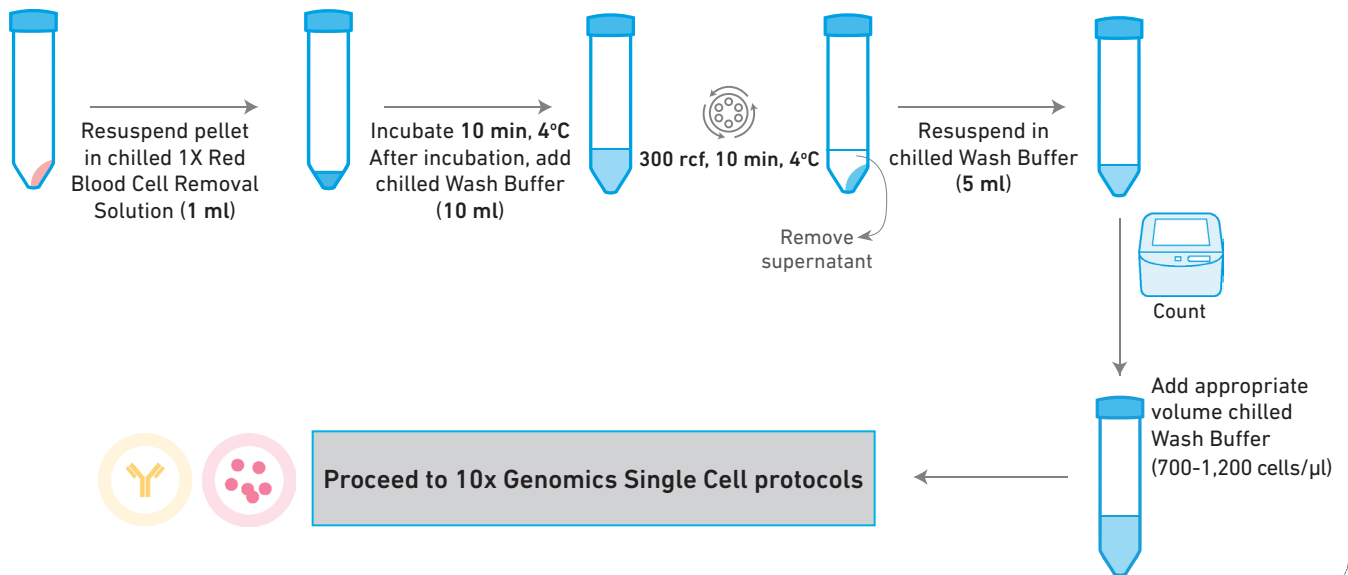 Resuspend pellet
in chilled 1X Red
Blood Cell Removal
Solution (1 ml)
Incubate 10 min, 4ºC
After incubation, add
chilled Wash Buffer
(10 ml)
300 rcf, 10 min, 4ºC
Remove
supernatant
Resuspend in
chilled Wash Buffer
(5 ml)
Count
Add appropriate
volume chilled
Wash Buffer
(700-1,200 cells/µl)
Proceed to 10x Genomics Single Cell protocols